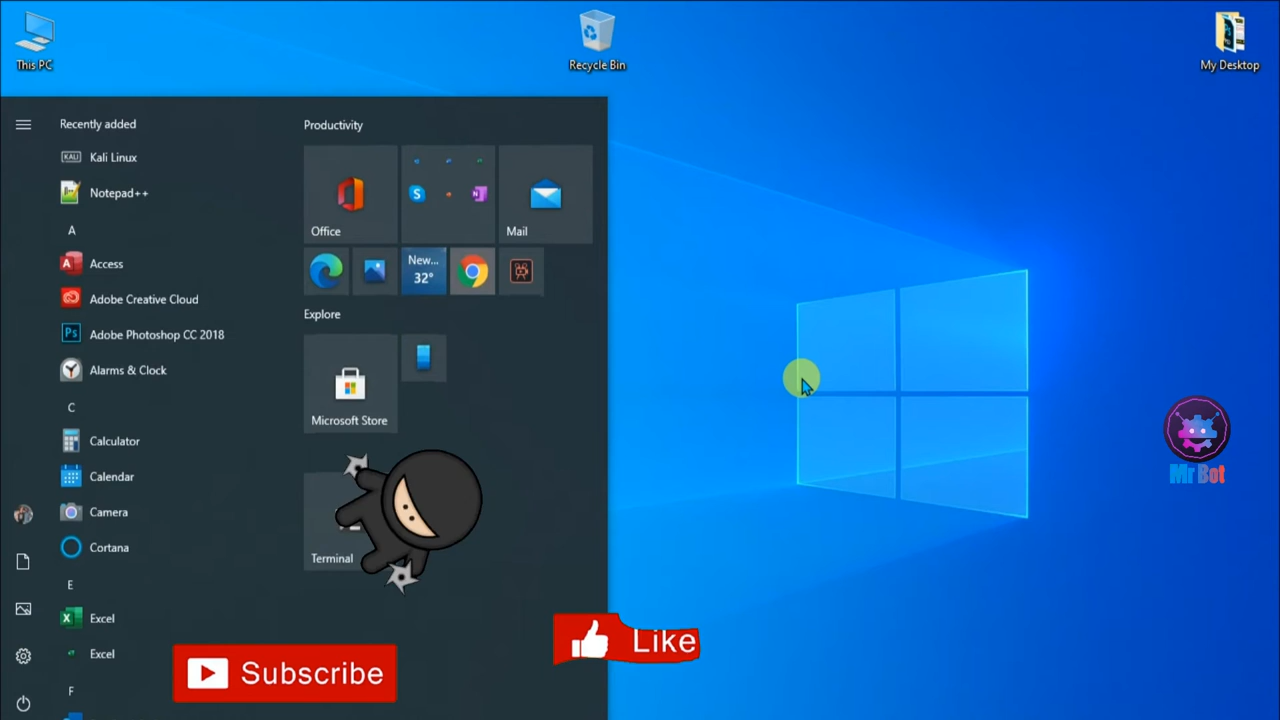 This PC
Recycle Bin
My Desktop
Recently added
KALI Kali Linux
Notepad++
A
A Access
Adobe Creative Cloud
Ps Adobe Photoshop CC 2018
Alarms & Clock
C
Calculator
Calendar
Camera
Cortana
E
X Excel
Excel
F
Productivity
Office
S
N
Mail
New...
32°
Explore
Microsoft Store
Terminal
Subscribe
Like
Mr Bot